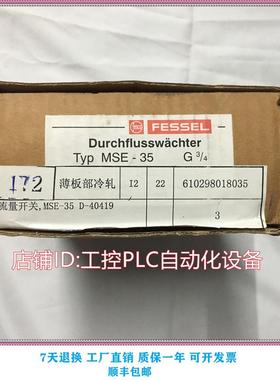 FESSEL
Durchflusswächter
Typ MSE - 35 G 3/4
172 薄板部冷轧 I2 22 610298018035
流量开关,MSE-35 D-40419 3
店铺ID:工控PLC自动化设备
7天退换 工厂直销 质保一年 可开发票
顺丰包邮